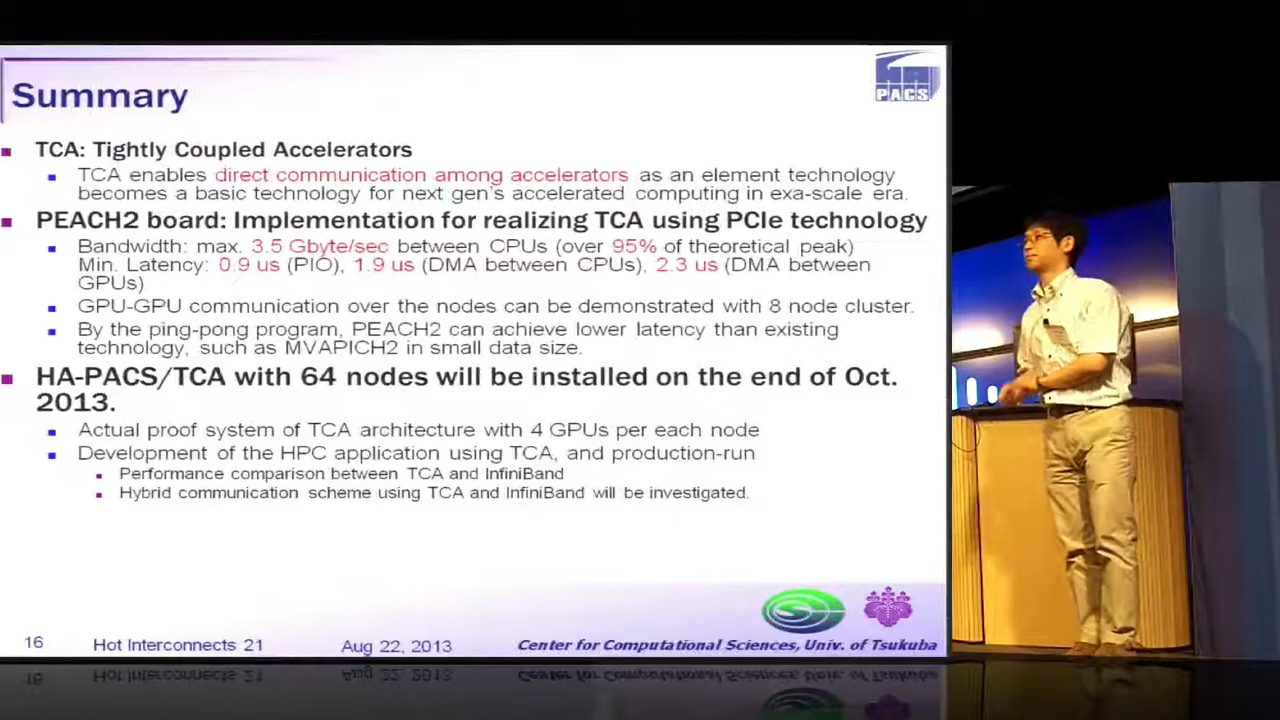 Summary
HA
PACS
TCA: Tightly Coupled Accelerators
TCA enables direct communication among accelerators as an element technology
becomes a basic technology for next gen's accelerated computing in exa-scale era.
PEACH2 board: Implementation for realizing TCA using PCIe technology
Bandwidth: max. 3.5 Gbyte/sec between CPUs (over 95% of theoretical peak)
Min. Latency: 0.9 us (PIO), 1.9 us (DMA between CPUs), 2.3 us (DMA between
GPUs)
GPU-GPU communication over the nodes can be demonstrated with 8 node cluster.
By the ping-pong program, PEACH2 can achieve lower latency than existing
technology, such as MVAPICH2 in small data size.
HA-PACS/TCA with 64 nodes will be installed on the end of Oct.
2013.
Actual proof system of TCA architecture with 4 GPUs per each node
Development of the HPC application using TCA, and production-run
Performance comparison between TCA and InfiniBand
Hybrid communication scheme using TCA and InfiniBand will be investigated.
16 Hot Interconnects 21 Aug 22, 2013 Center for Computational Sciences, Univ. of Tsukuba